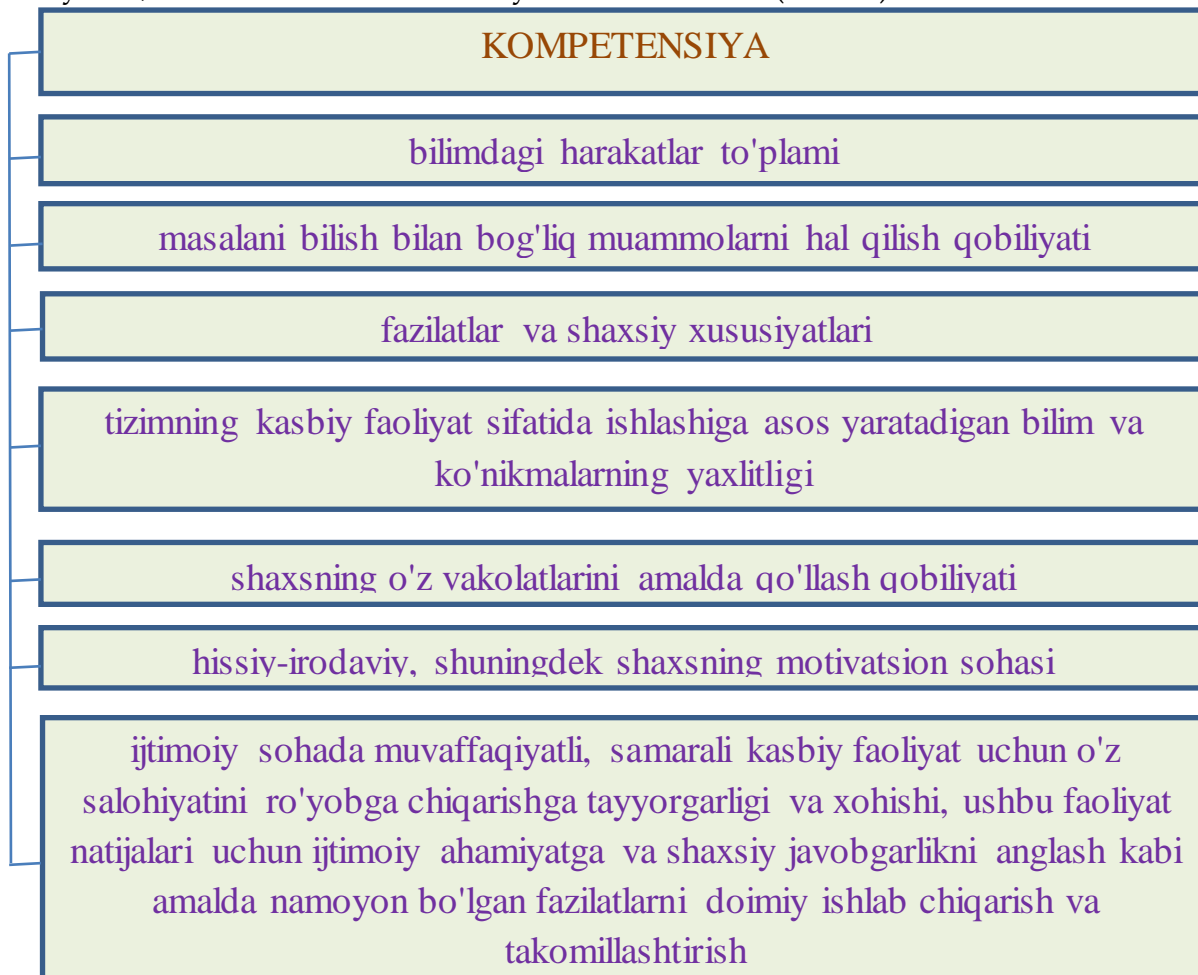 KOMPETENSIYA
bilimdagi harakatlar to'plami
masalani bilish bilan bog'liq muammolarni hal qilish qobiliyati
fazilatlar va shaxsiy xususiyatlari
tizimning kasbiy faoliyat sifatida ishlashiga asos yaratadigan bilim va
ko'nikmalarning yaxlitligi
shaxsning o'z vakolatlarini amalda qo'llash qobiliyati
hissiy-irodaviy, shuningdek shaxsning motivatsion sohasi
ijtimoiy sohada muvaffaqiyatli, samarali kasbiy faoliyat uchun o'z
salohiyatini ro'yobga chiqarishga tayyorgarligi va xohishi, ushbu faoliyat
natijalari uchun ijtimoiy ahamiyatga va shaxsiy javobgarlikni anglash kabi
amalda namoyon bo'lgan fazilatlarni doimiy ishlab chiqarish va
takomillashtirish